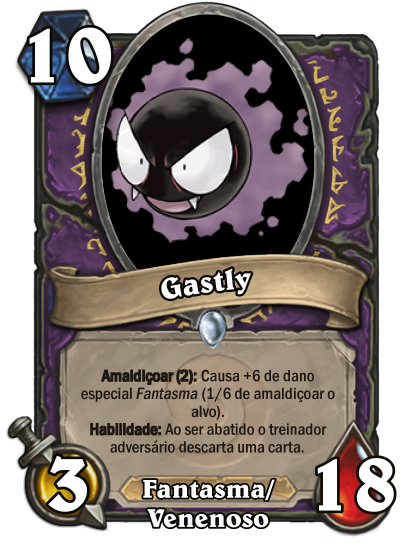 10
Gastly
Amaldiçoar (2): Causa +6 de dano
especial Fantasma (1/6 de amaldiçoar o
alvo).
Habilidade: Ao ser abatido o treinador
adversário descarta uma carta.
3
Fantasma/
Venenoso
18